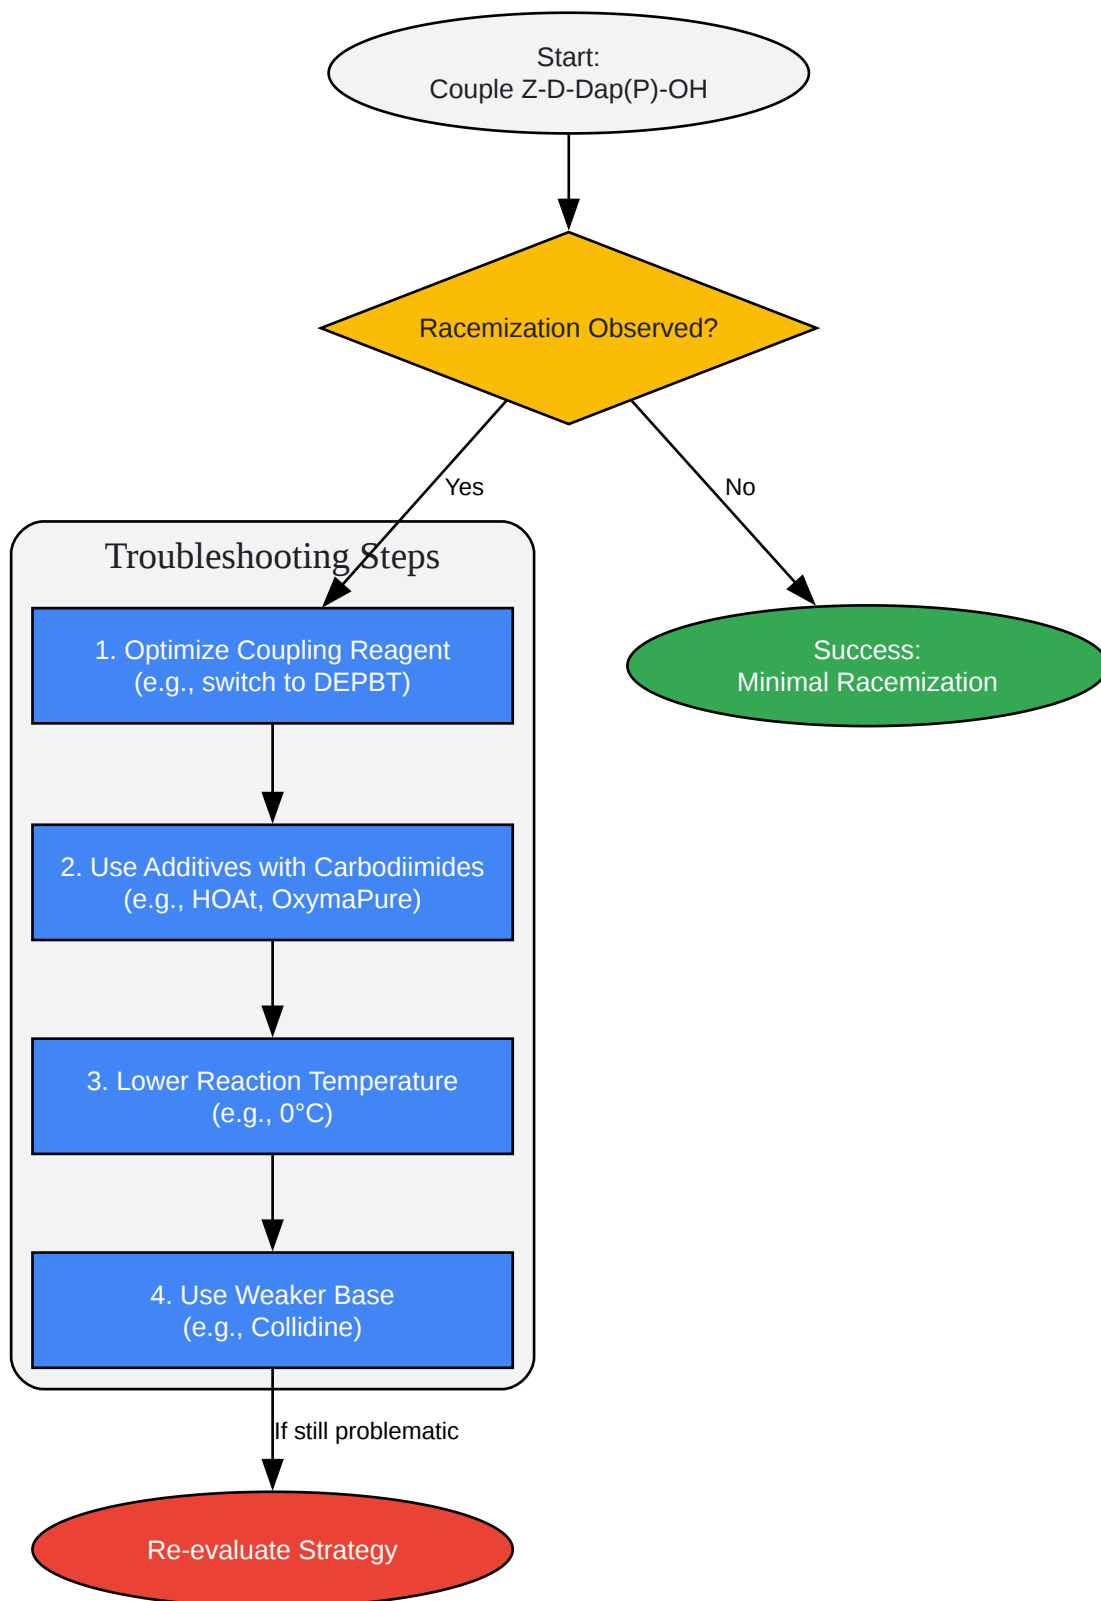 Start:
Couple Z-D-Dap(P)-OH
Racemization Observed?
Yes
No
Troubleshooting Steps
1. Optimize Coupling Reagent
(e.g., switch to DEPBT)
Success:
Minimal Racemization
2. Use Additives with Carbodiimides
(e.g., HOAt, OxymaPure)
3. Lower Reaction Temperature
(e.g., 0°C)
4. Use Weaker Base
(e.g., Collidine)
If still problematic
Re-evaluate Strategy